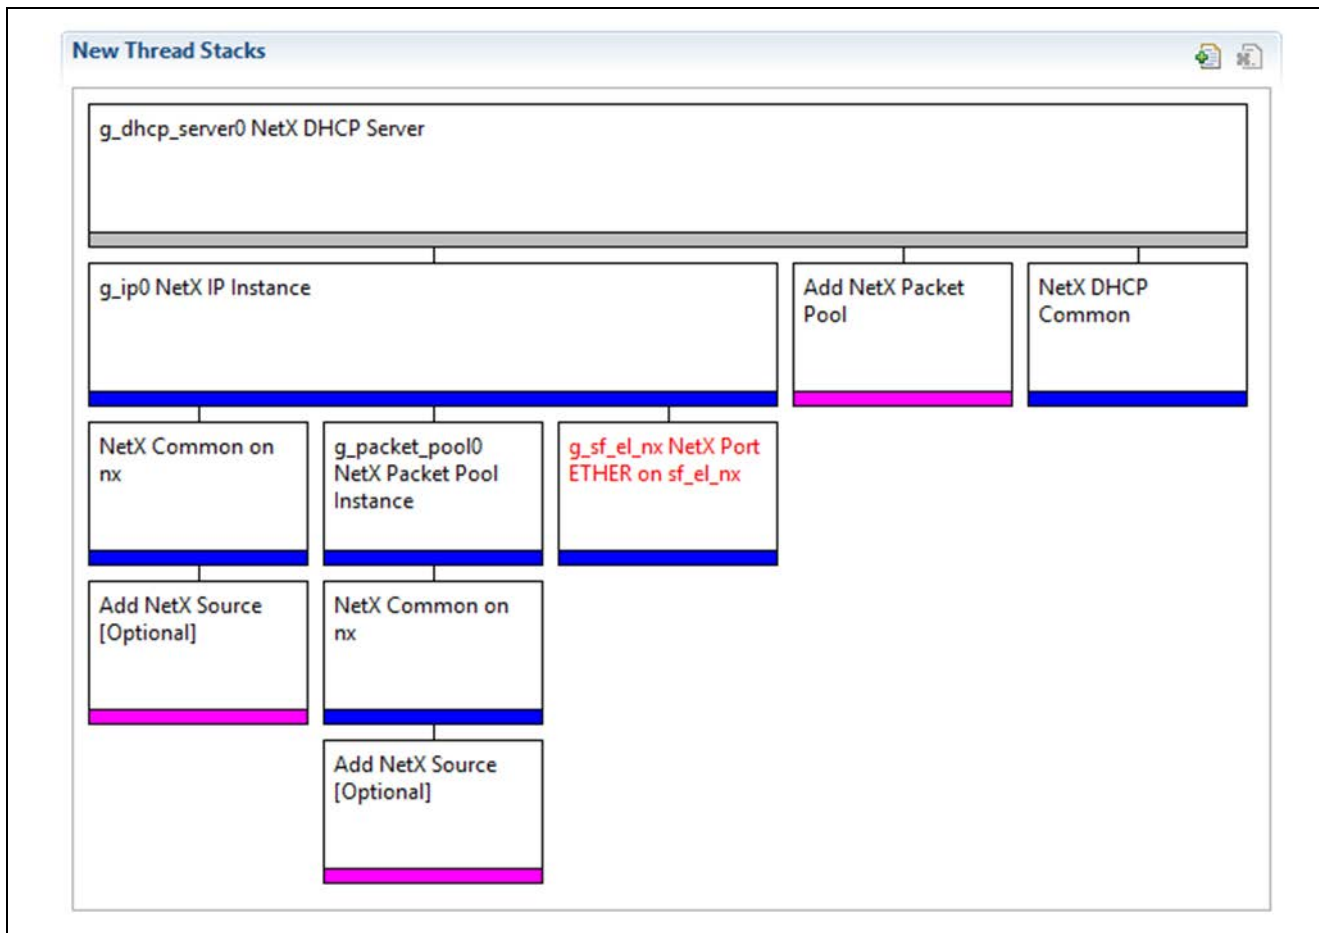 New Thread Stacks
g_dhcp_server0 NetX DHCP Server
g_ip0 NetX IP Instance
Add NetX Packet
Pool
NetX DHCP
Common
NetX Common on
nx
g_packet_pool0
NetX Packet Pool
Instance
g_sf_el_nx NetX Port
ETHER on sf_el_nx
Add NetX Source
[Optional]
NetX Common on
nx
Add NetX Source
[Optional]